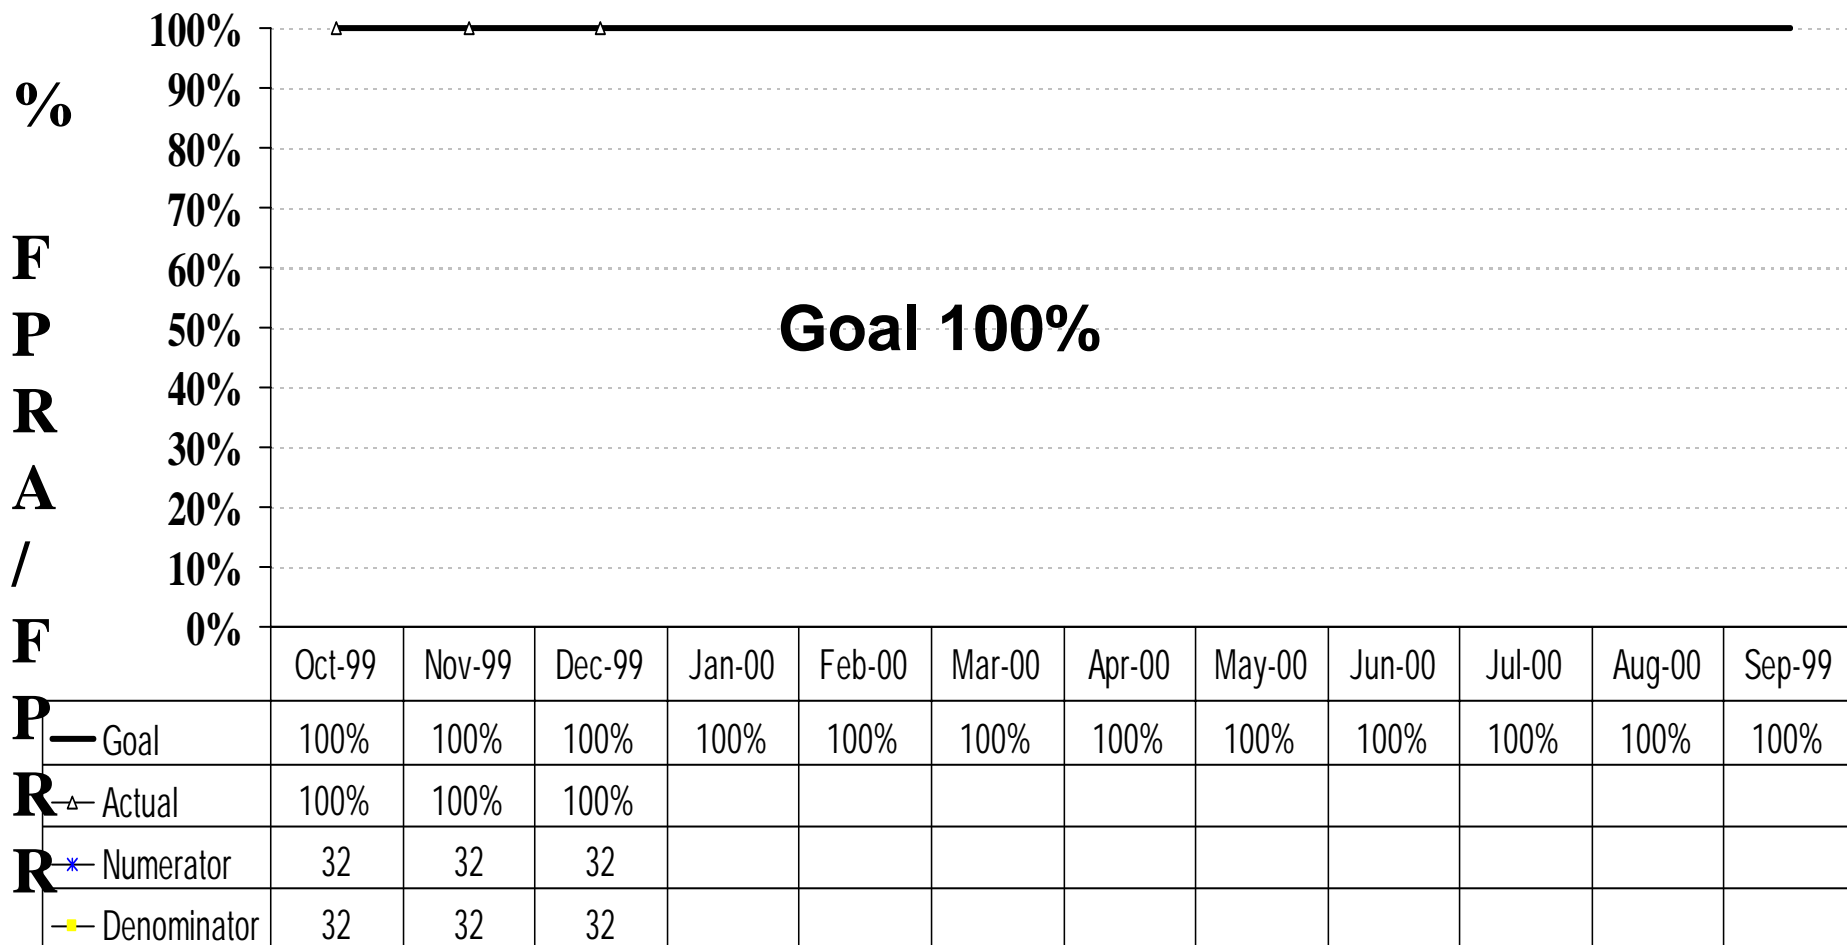 % FPRA/FPRR
100%
90%
80%
70%
60%
50%
40%
30%
20%
10%
0%
Goal 100%
Oct-99 Nov-99 Dec-99 Jan-00 Feb-00 Mar-00 Apr-00 May-00 Jun-00 Jul-00 Aug-00 Sep-99
Goal 100% 100% 100% 100% 100% 100% 100% 100% 100% 100% 100% 100%
Actual 100% 100% 100%
Numerator 32 32 32
Denominator 32 32 32